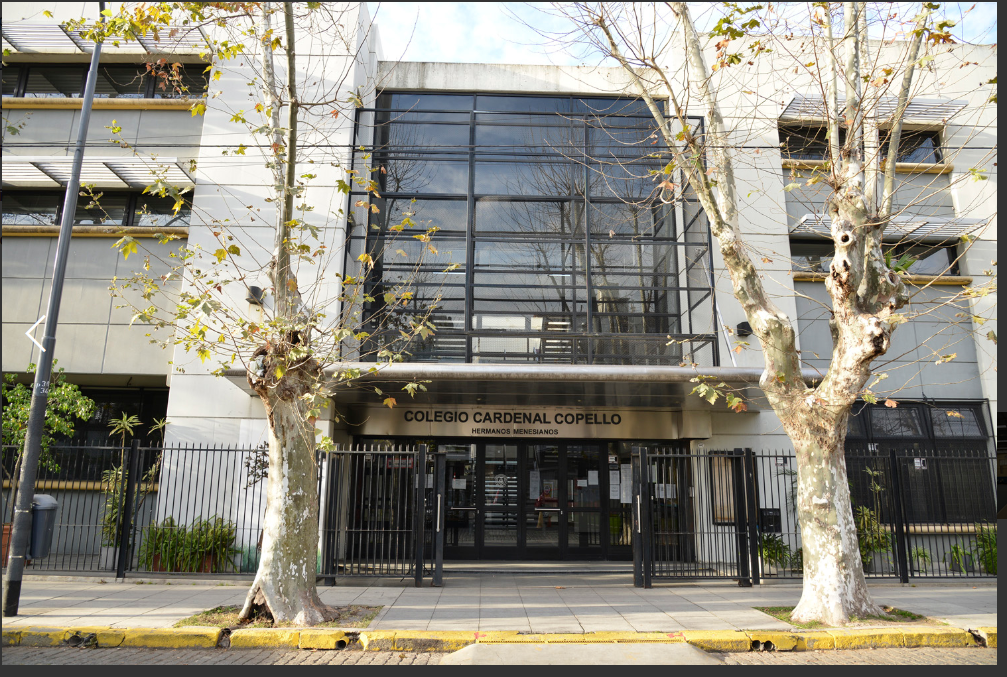 COLEGIO CARDENAL COPELLO
HERMANOS MENESIANOS